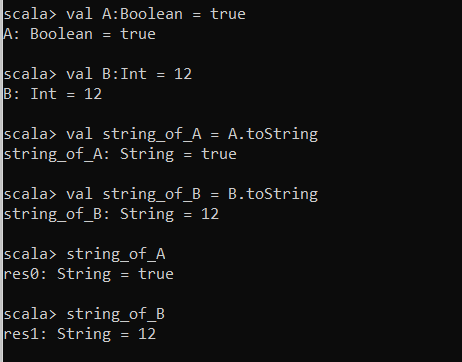 scala> val A:Boolean = true
A: Boolean = true
scala> val B:Int = 12
B: Int = 12
scala> val string_of_A = A.toString
string_of_A: String = true
scala> val string_of_B = B.toString
string_of_B: String = 12
scala> string_of_A
res0: String = true
scala> string_of_B
res1: String = 12